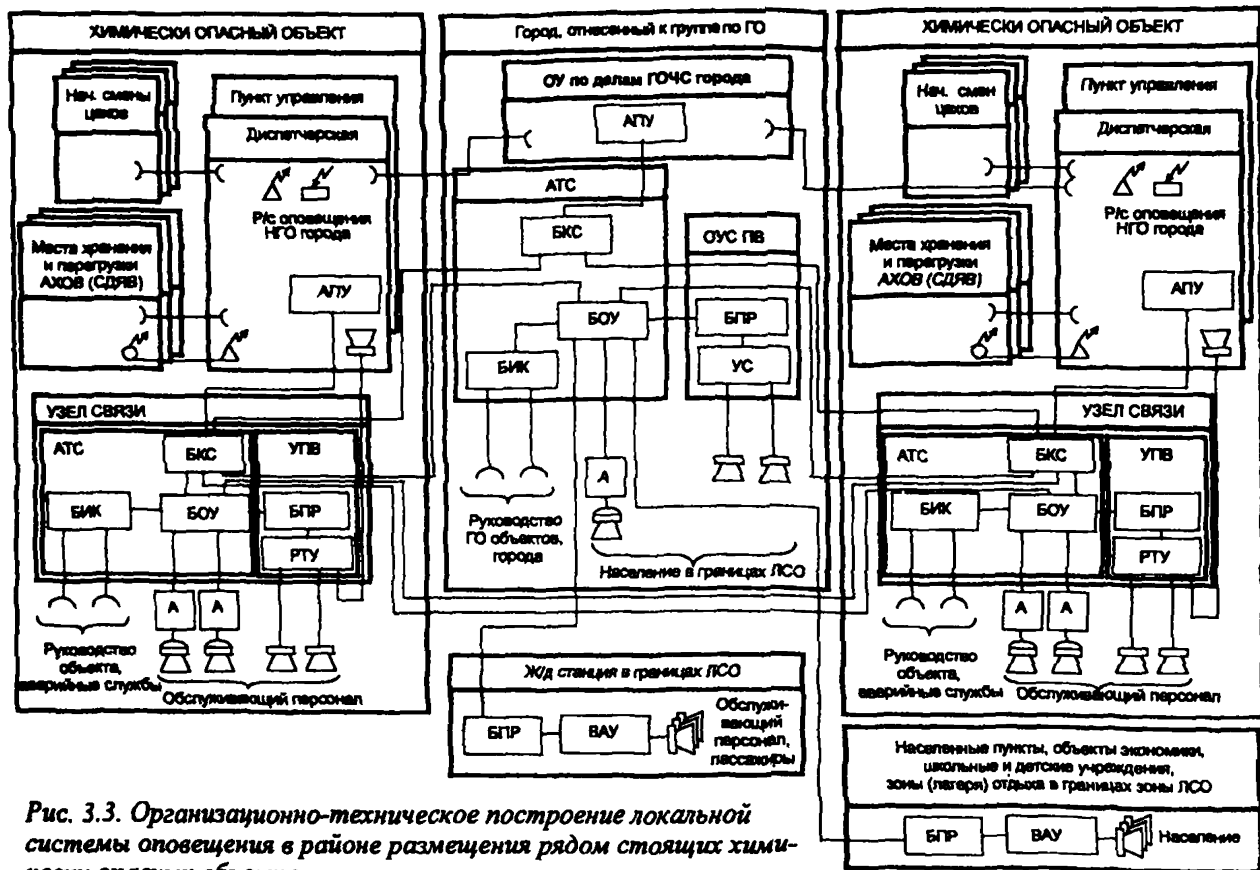 ХИМИЧЕСКИ ОПАСНЫЙ ОБЪЕКТ
Нач. смены
цехов
Пункт управления
Диспетчерская
Р/с оповещения
НГО города
Места хранения
и перегрузки
АХОВ (СДЯВ)
АПУ
УЗЕЛ СВЯЗИ
АТС
БКС
УПВ
БИК
БОУ
БПР
РТУ
А
А
Руководство
объекта,
аварийные службы
Обслуживающий персонал
Город, отнесенный к группе по ГО
ОУ по делам ГОЧС города
АПУ
АТС
БКС
ОУС ПВ
БОУ
БПР
БИК
УС
А
Руководство
ГО объектов,
города
Население в границах ЛСО
Ж/д станция в границах ЛСО
БПР
ВАУ
Обслужи-
вающий
персонал,
пассажиры
ХИМИЧЕСКИ ОПАСНЫЙ ОБЪЕКТ
Нач. смен
цехов
Пункт управления
Диспетчерская
Р/с оповещения
НГО города
Места хранения
и перегрузки
АХОВ (СДЯВ)
АПУ
УЗЕЛ СВЯЗИ
АТС
БКС
УПВ
БИК
БОУ
БПР
РТУ
А
А
Руководство
объекта,
аварийные службы
Обслуживающий персонал
Населенные пункты, объекты экономики,
школьные и детские учреждения,
зоны (лагеря) отдыха в границах зоны ЛСО
БПР
ВАУ
Население
Рис. 3.3. Организационно-техническое построение локальной
системы оповещения в районе размещения рядом стоящих хими-